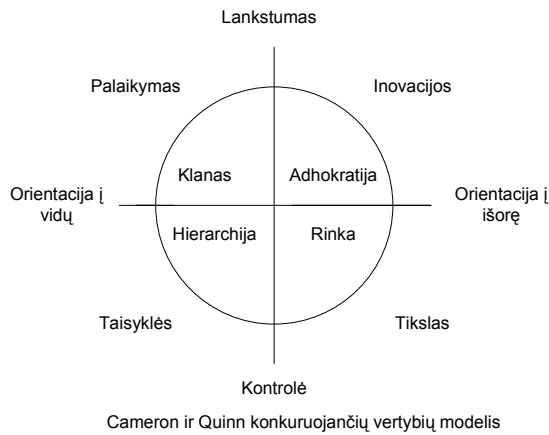 Lankstumas
Palaikymas
Inovacijos
Klanas
Adhokratija
Orientacija į
vidų
Orientacija į
išorę
Hierarchija
Rinka
Taisyklės
Tikslas
Kontrolė
Cameron ir Quinn konkuruojančių vertybių modelis